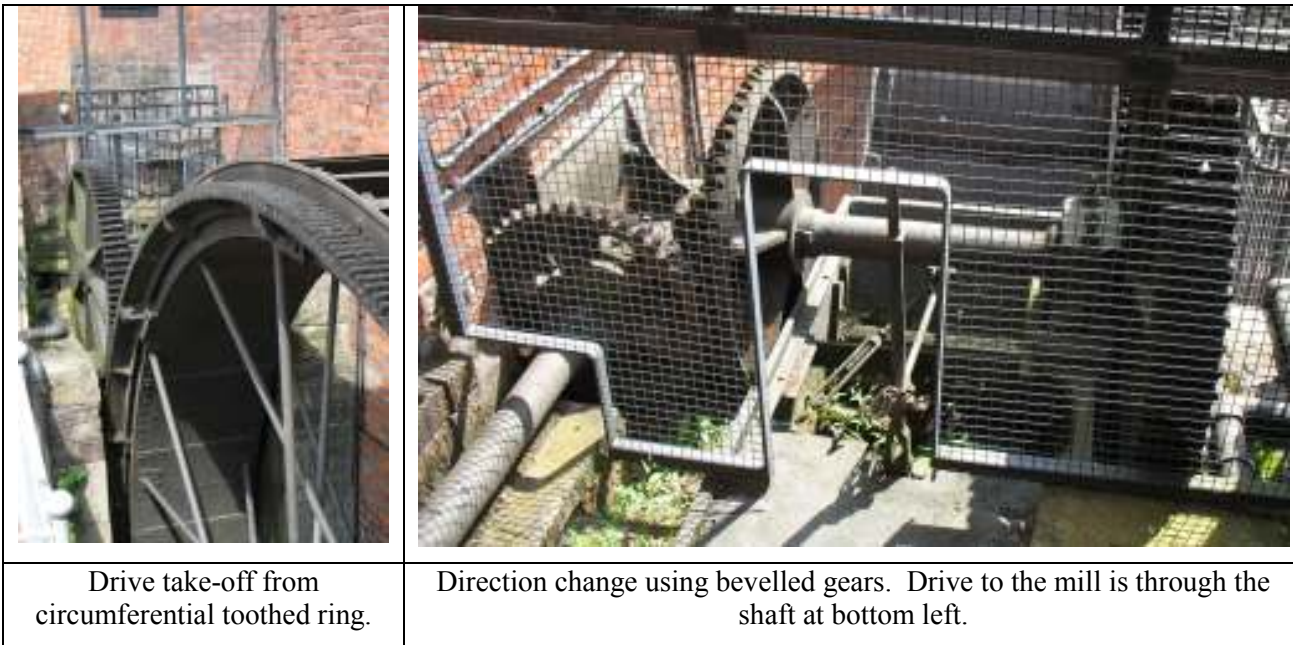 Drive take-off from
circumferential toothed ring.
Direction change using bevelled gears.  Drive to the mill is through the
shaft at bottom left.